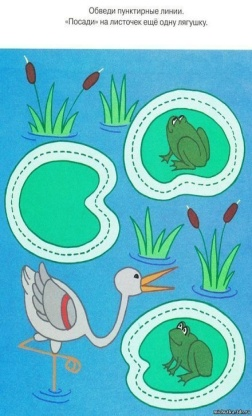 Обведи пунктирные линии.
«Посади» на листочек ещё одну лягушку.